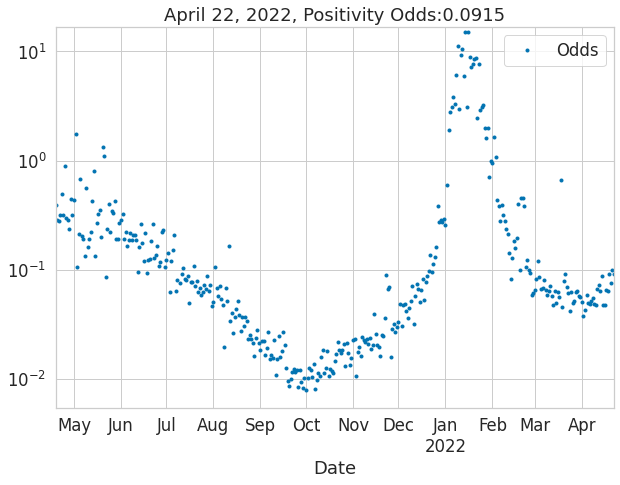 April 22, 2022, Positivity Odds:0.0915
Odds
10¹
10⁰
10⁻¹
10⁻²
May Jun Jul Aug Sep Oct Nov Dec Jan Feb Mar Apr
2022
Date